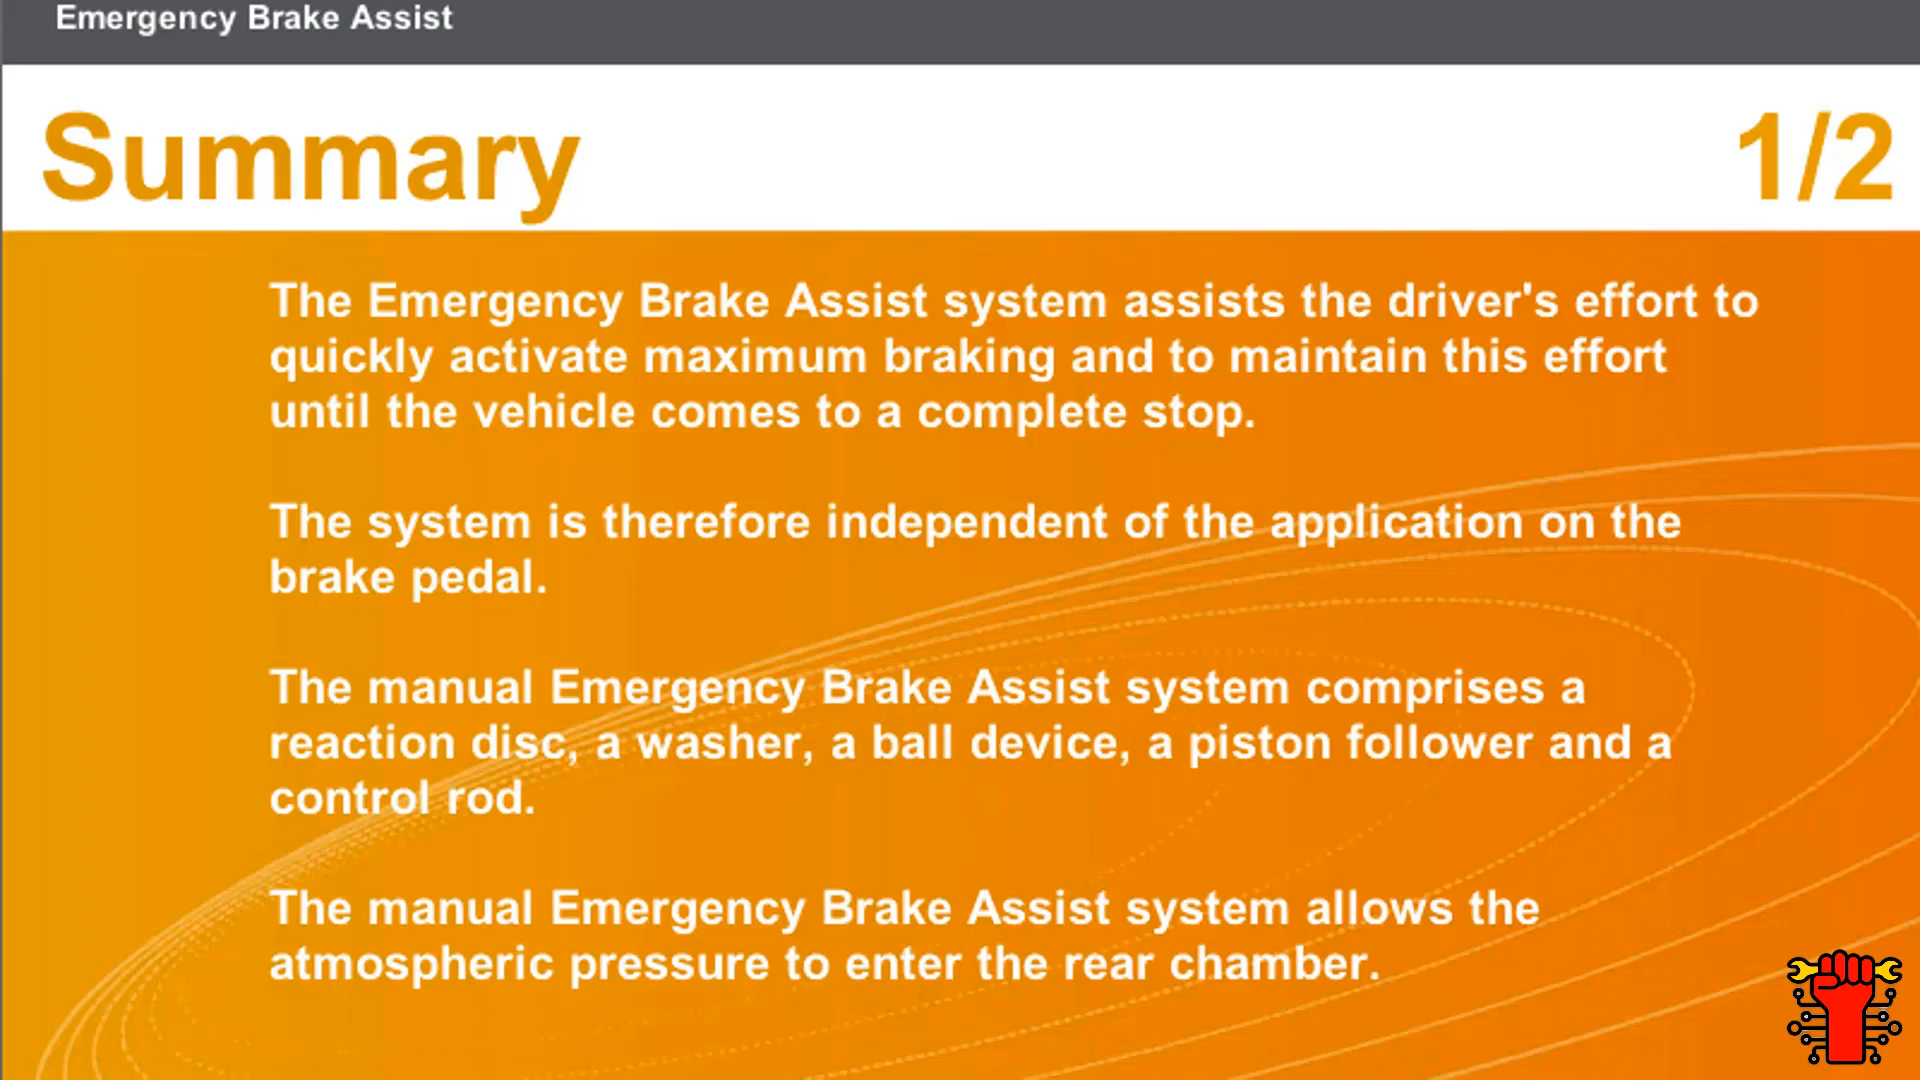 Emergency Brake Assist
Summary
1/2
The Emergency Brake Assist system assists the driver's effort to
quickly activate maximum braking and to maintain this effort
until the vehicle comes to a complete stop.
The system is therefore independent of the application on the
brake pedal.
The manual Emergency Brake Assist system comprises a
reaction disc, a washer, a ball device, a piston follower and a
control rod.
The manual Emergency Brake Assist system allows the
atmospheric pressure to enter the rear chamber.